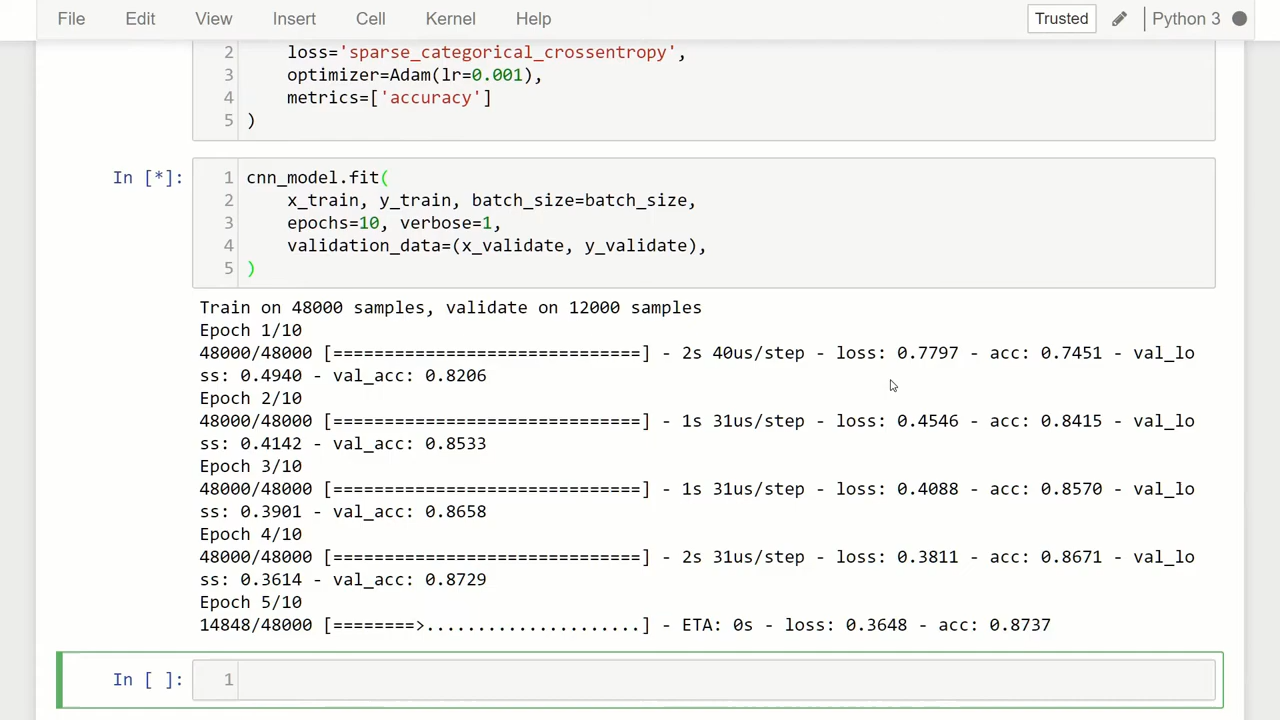 File Edit View Insert Cell Kernel Help Trusted Python 3
2 loss='sparse_categorical_crossentropy',
3 optimizer=Adam(lr=0.001),
4 metrics=['accuracy']
5 )
In [*]: 1 cnn_model.fit(
2 x_train, y_train, batch_size=batch_size,
3 epochs=10, verbose=1,
4 validation_data=(x_validate, y_validate),
5 )
Train on 48000 samples, validate on 12000 samples
Epoch 1/10
48000/48000 [==============================] - 2s 40us/step - loss: 0.7797 - acc: 0.7451 - val_lo
ss: 0.4940 - val_acc: 0.8206
Epoch 2/10
48000/48000 [==============================] - 1s 31us/step - loss: 0.4546 - acc: 0.8415 - val_lo
ss: 0.4142 - val_acc: 0.8533
Epoch 3/10
48000/48000 [==============================] - 1s 31us/step - loss: 0.4088 - acc: 0.8570 - val_lo
ss: 0.3901 - val_acc: 0.8658
Epoch 4/10
48000/48000 [==============================] - 2s 31us/step - loss: 0.3811 - acc: 0.8671 - val_lo
ss: 0.3614 - val_acc: 0.8729
Epoch 5/10
14848/48000 [========>.....................] - ETA: 0s - loss: 0.3648 - acc: 0.8737
In [ ]: 1